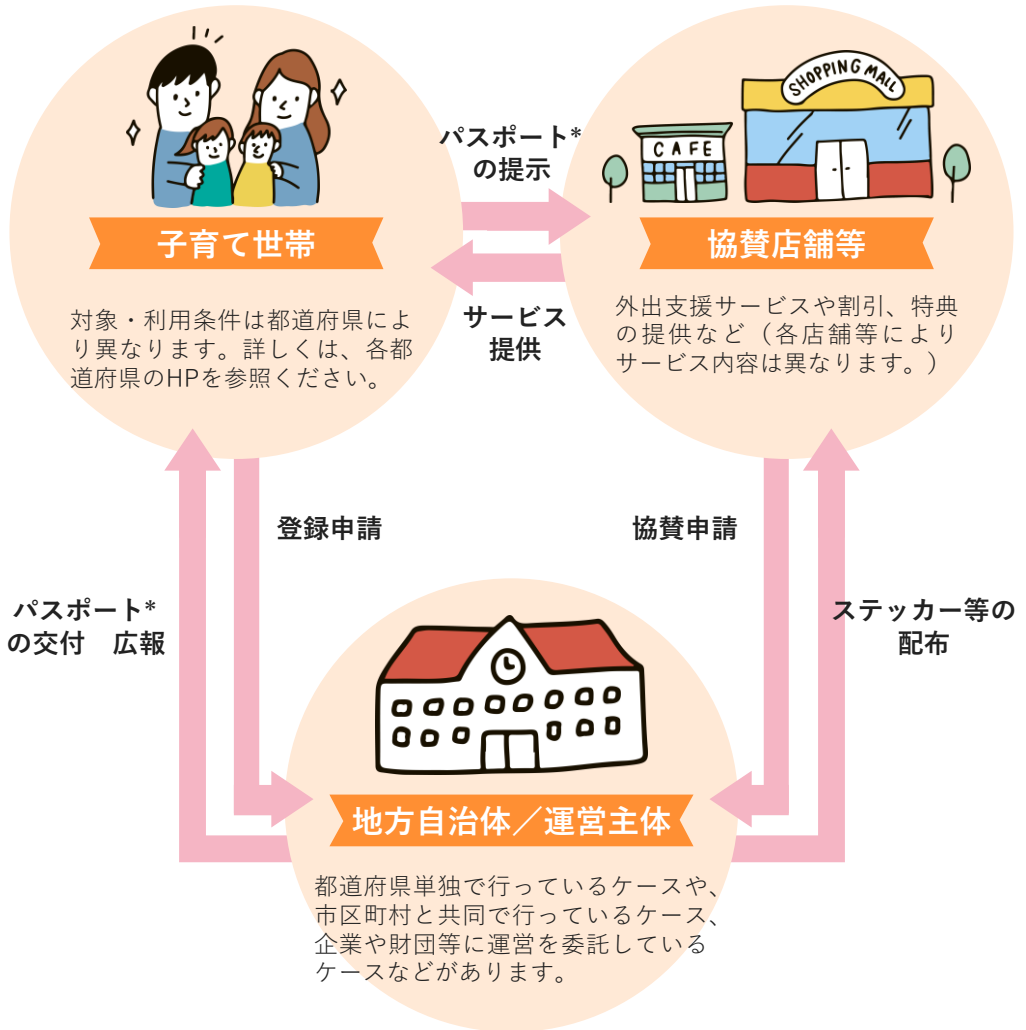 SHOPPING MALL
CAFE
パスポート*
の提示
子育て世帯
協賛店舗等
対象・利用条件は都道府県によ
り異なります。詳しくは、各都
道府県のHPを参照ください。
サービス
提供
外出支援サービスや割引、特典
の提供など（各店舗等により
サービス内容は異なります。）
登録申請
協賛申請
パスポート*
の交付　広報
ステッカー等の
配布
地方自治体／運営主体
都道府県単独で行っているケースや、
市区町村と共同で行っているケース、
企業や財団等に運営を委託している
ケースなどがあります。